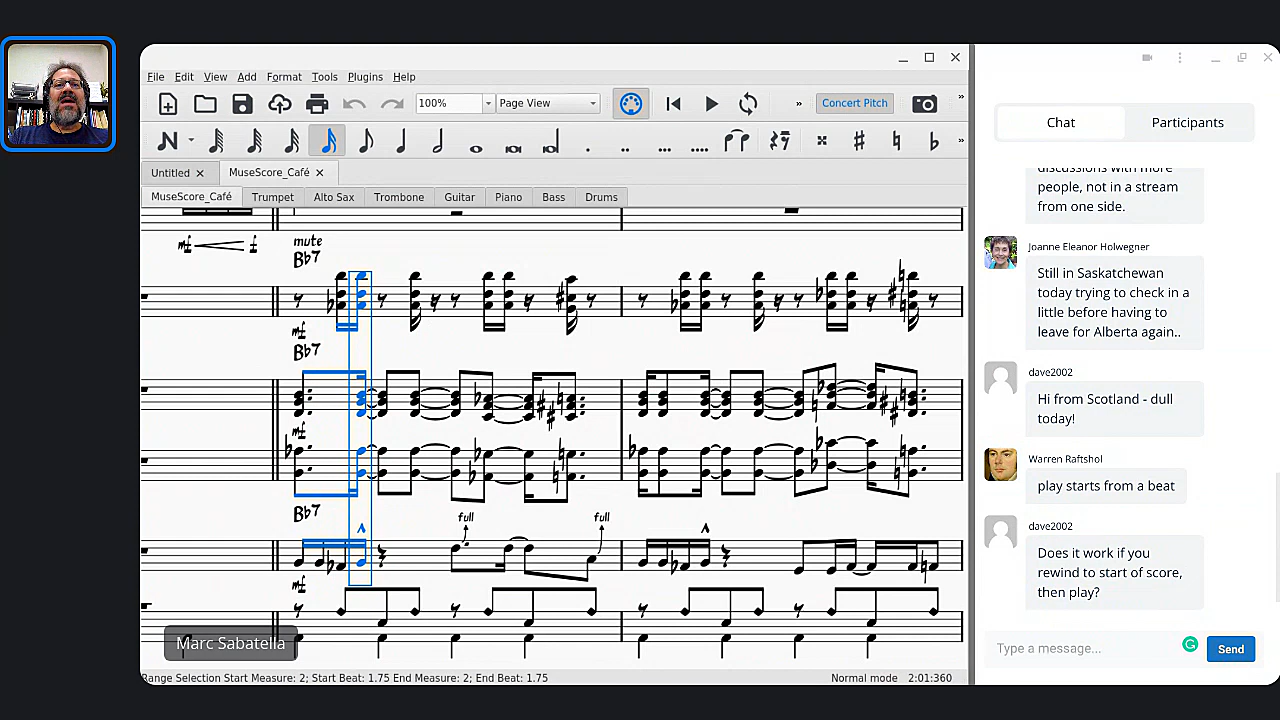 File Edit View Add Format Tools Plugins Help
100% Page View Concert Pitch »
»
Untitled MuseScore_Café
MuseScore_Café Trumpet Alto Sax Trombone Guitar Piano Bass Drums
mf f mute
Bb7
mf
Bb7
mf
Bb7
full full
mf
Marc Sabatella
Range Selection Start Measure: 2; Start Beat: 1.75 End Measure: 2; End Beat: 1.75 Normal mode 2:01:360
Chat Participants
discussions with more
people, not in a stream
from one side.
Joanne Eleanor Holwegner
Still in Saskatchewan
today trying to check in a
little before having to
leave for Alberta again..
dave2002
Hi from Scotland - dull
today!
Warren Raftshol
play starts from a beat
dave2002
Does it work if you
rewind to start of score,
then play?
Type a message... Send